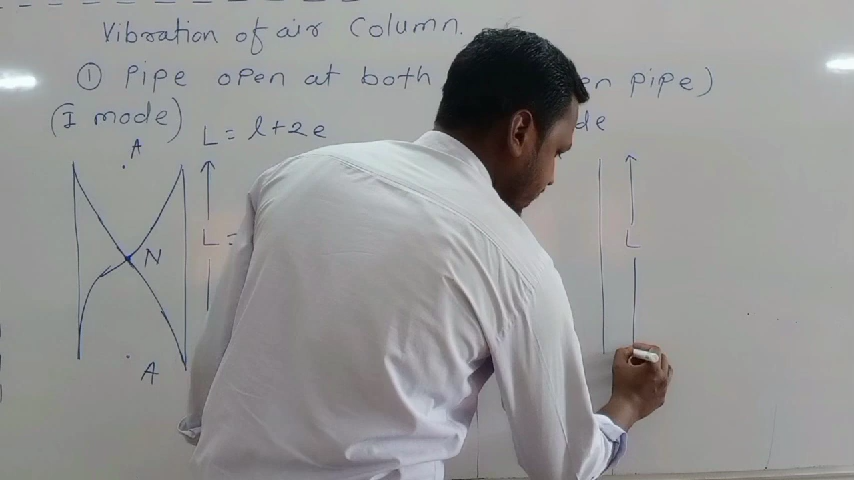 Vibration of air Column.
① Pipe open at both en pipe)
(I mode) L = l+2e de
A
L = L
N
A